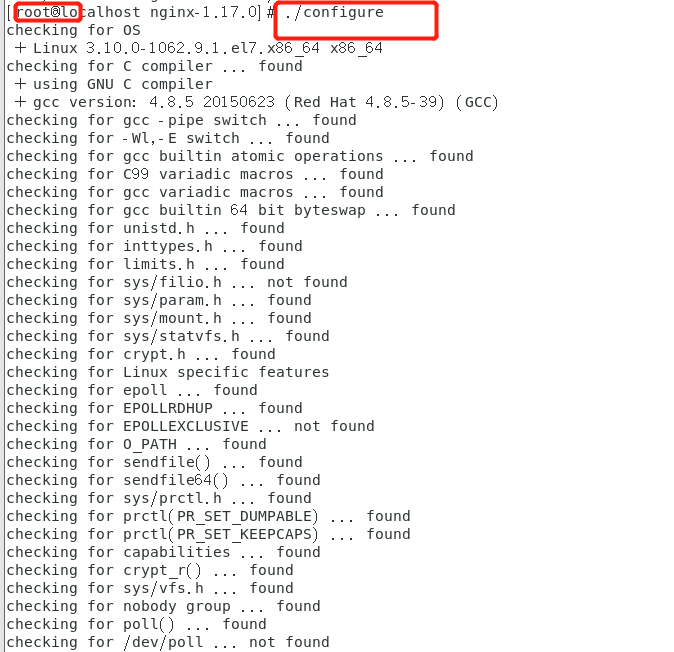 [root@localhost nginx-1.17.0]# ./configure
checking for OS
 + Linux 3.10.0-1062.9.1.el7.x86_64 x86_64
checking for C compiler ... found
 + using GNU C compiler
 + gcc version: 4.8.5 20150623 (Red Hat 4.8.5-39) (GCC)
checking for gcc -pipe switch ... found
checking for -Wl,-E switch ... found
checking for gcc builtin atomic operations ... found
checking for C99 variadic macros ... found
checking for gcc variadic macros ... found
checking for gcc builtin 64 bit byteswap ... found
checking for unistd.h ... found
checking for inttypes.h ... found
checking for limits.h ... found
checking for sys/filio.h ... not found
checking for sys/param.h ... found
checking for sys/mount.h ... found
checking for sys/statvfs.h ... found
checking for crypt.h ... found
checking for Linux specific features
checking for epoll ... found
checking for EPOLLRDHUP ... found
checking for EPOLLEXCLUSIVE ... not found
checking for O_PATH ... found
checking for sendfile() ... found
checking for sendfile64() ... found
checking for sys/prctl.h ... found
checking for prctl(PR_SET_DUMPABLE) ... found
checking for prctl(PR_SET_KEEPCAPS) ... found
checking for capabilities ... found
checking for crypt_r() ... found
checking for sys/vfs.h ... found
checking for nobody group ... found
checking for poll() ... found
checking for /dev/poll ... not found